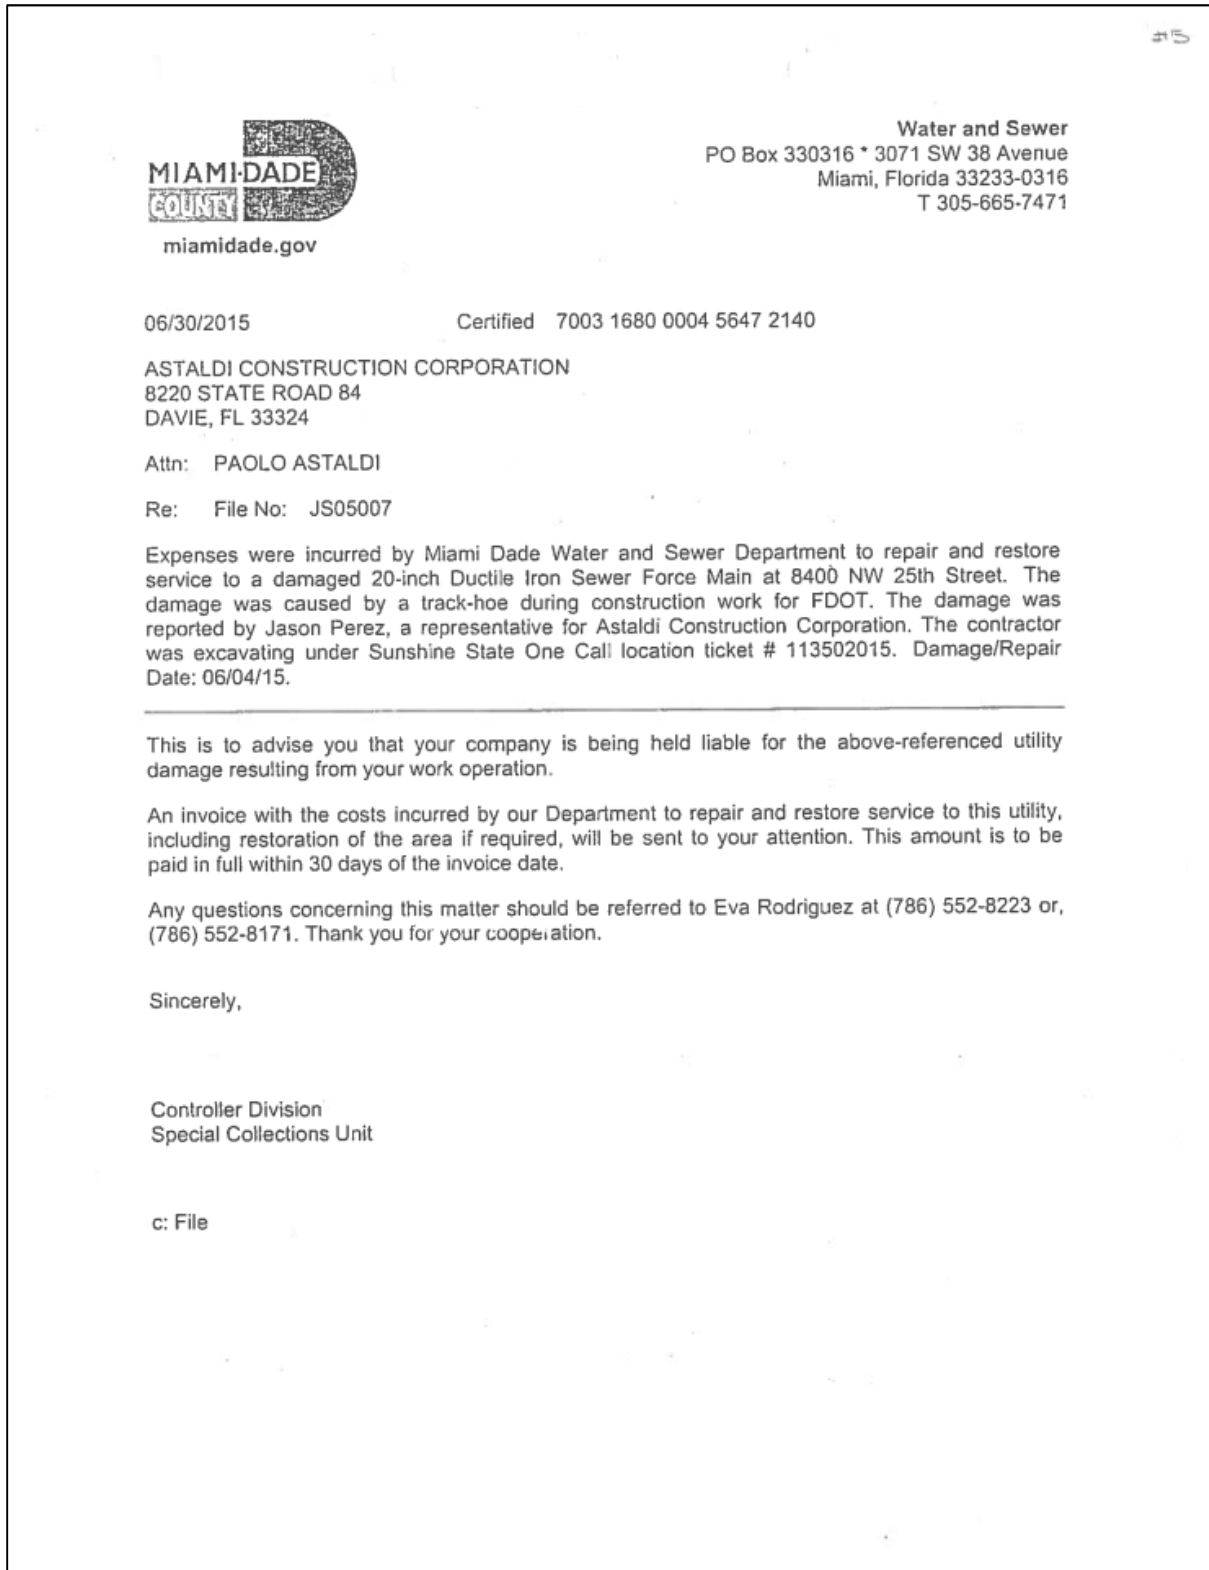 #5
MIAMI-DADE
COUNTY
miamidade.gov
Water and Sewer
PO Box 330316 * 3071 SW 38 Avenue
Miami, Florida 33233-0316
T 305-665-7471
06/30/2015 Certified 7003 1680 0004 5647 2140
ASTALDI CONSTRUCTION CORPORATION
8220 STATE ROAD 84
DAVIE, FL 33324
Attn: PAOLO ASTALDI
Re: File No: JS05007
Expenses were incurred by Miami Dade Water and Sewer Department to repair and restore
service to a damaged 20-inch Ductile Iron Sewer Force Main at 8400 NW 25th Street. The
damage was caused by a track-hoe during construction work for FDOT. The damage was
reported by Jason Perez, a representative for Astaldi Construction Corporation. The contractor
was excavating under Sunshine State One Call location ticket # 113502015. Damage/Repair
Date: 06/04/15.
This is to advise you that your company is being held liable for the above-referenced utility
damage resulting from your work operation.
An invoice with the costs incurred by our Department to repair and restore service to this utility,
including restoration of the area if required, will be sent to your attention. This amount is to be
paid in full within 30 days of the invoice date.
Any questions concerning this matter should be referred to Eva Rodriguez at (786) 552-8223 or,
(786) 552-8171. Thank you for your cooperation.
Sincerely,
Controller Division
Special Collections Unit
c: File